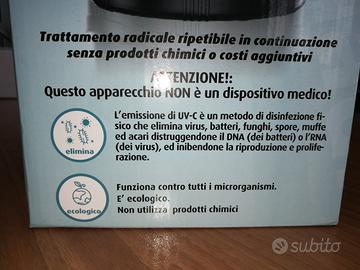 Trattamento radicale ripetibile in continuazione
senza prodotti chimici o costi aggiuntivi
ATTENZIONE!:
Questo apparecchio NON è un dispositivo medico!
L'emissione di UV-C è un metodo di disinfezione fi-
sico che elimina virus, batteri, funghi, spore, muffe
ed acari distruggendone il DNA (dei batteri) o l'RNA
(dei virus), ed inibendone la riproduzione e prolife-
razione.
elimina
Funziona contro tutti i microrganismi.
E' ecologico.
Non utilizza prodotti chimici
ecologico
subito